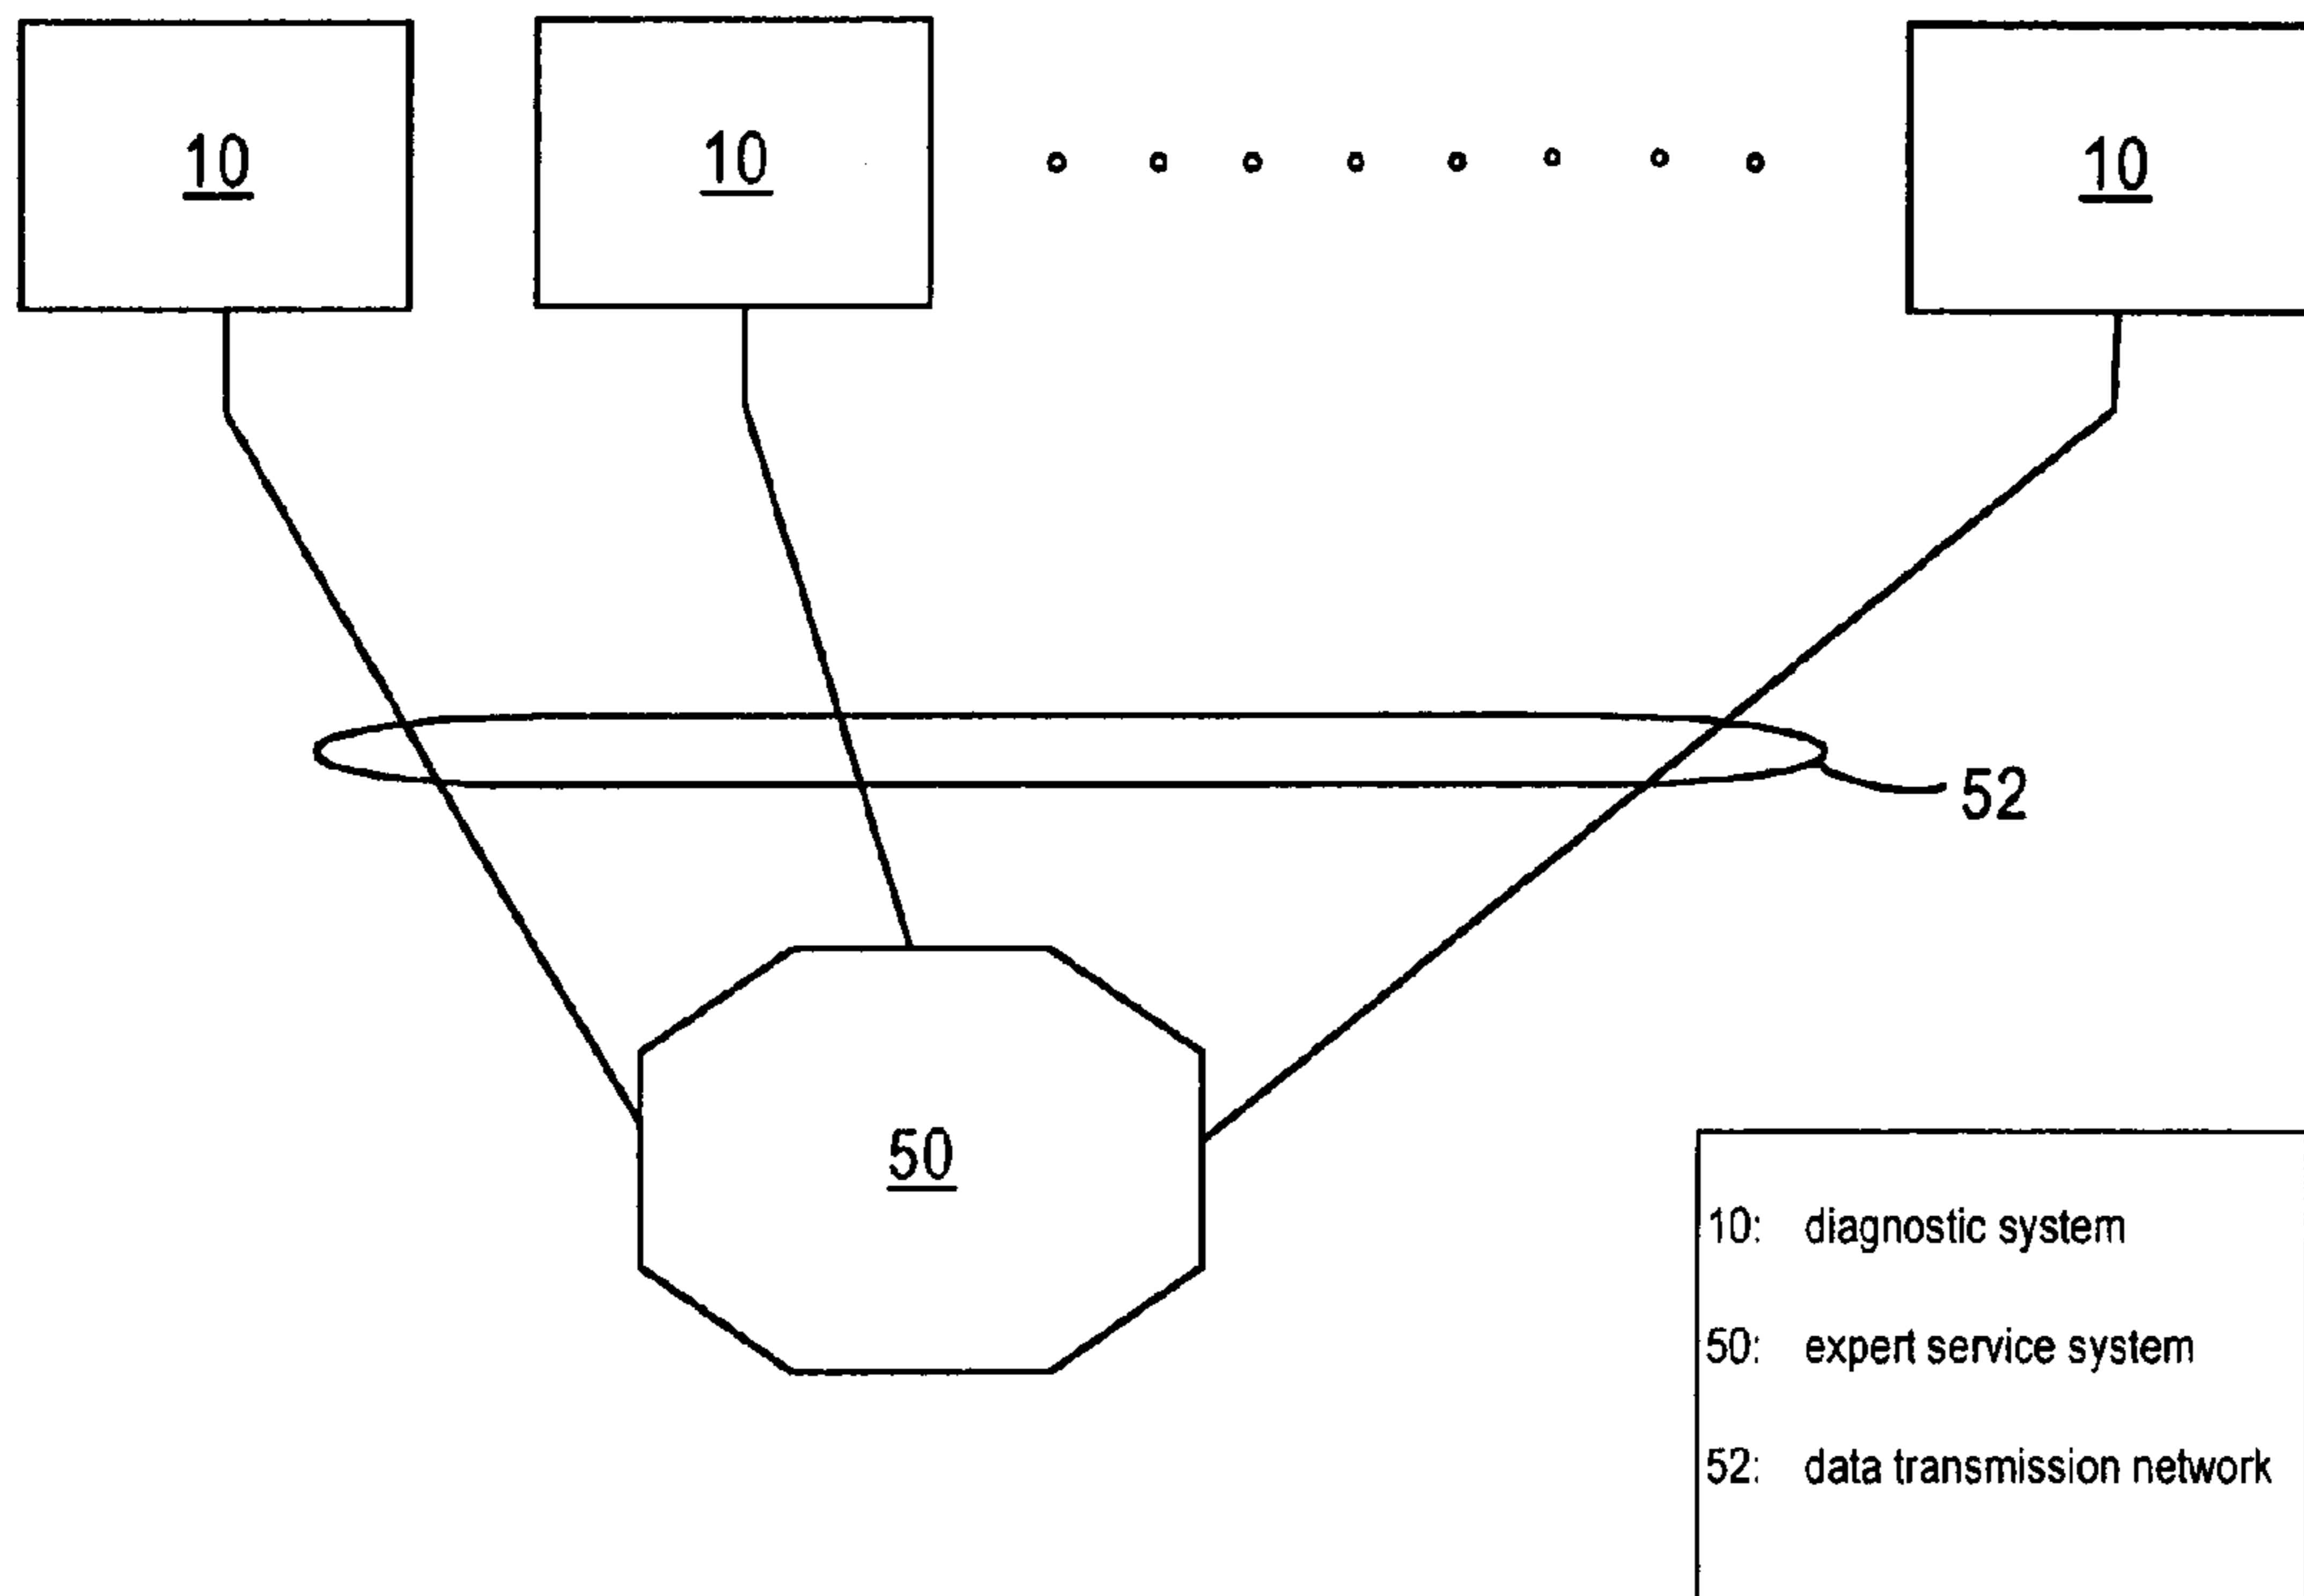 10 10 10
52
50
10: diagnostic system
50: expert service system
52: data transmission network